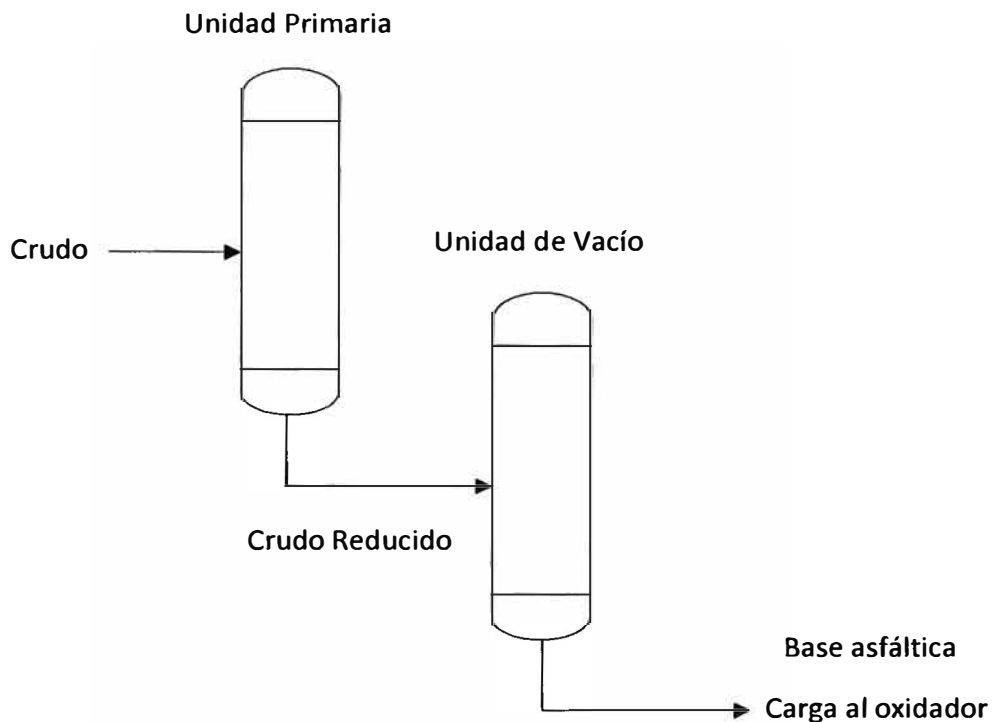 Unidad Primaria
Crudo
Unidad de Vacío
Crudo Reducido
Base asfáltica
Carga al oxidador